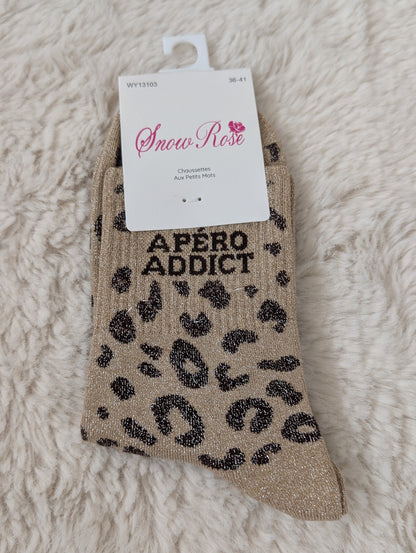 WY13103 36-41
Snow Rose
Chaussettes
Aux Petits Mots
APÉRO
ADDICT